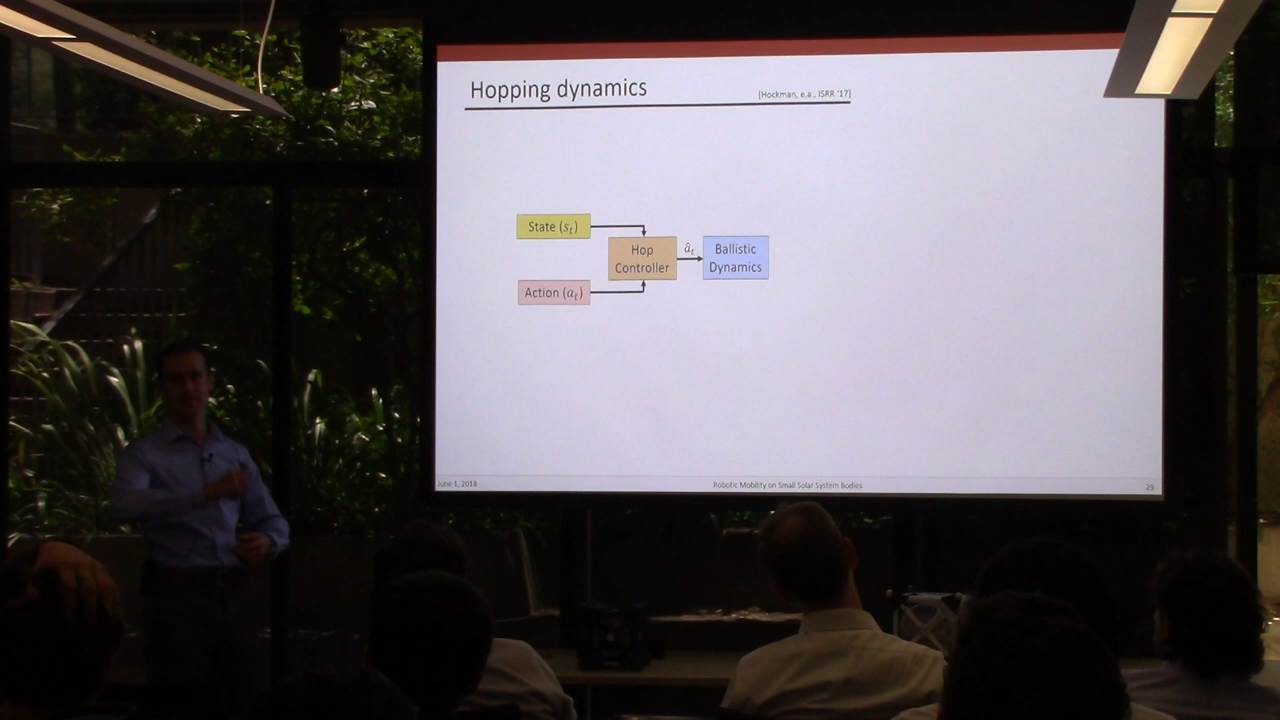 Hopping dynamics
[Hockman, e.a., ISRR '17]
State (s_t)
Hop
Controller
â_t
Ballistic
Dynamics
Action (a_t)
June 1, 2018
Robotic Mobility on Small Solar System Bodies
29